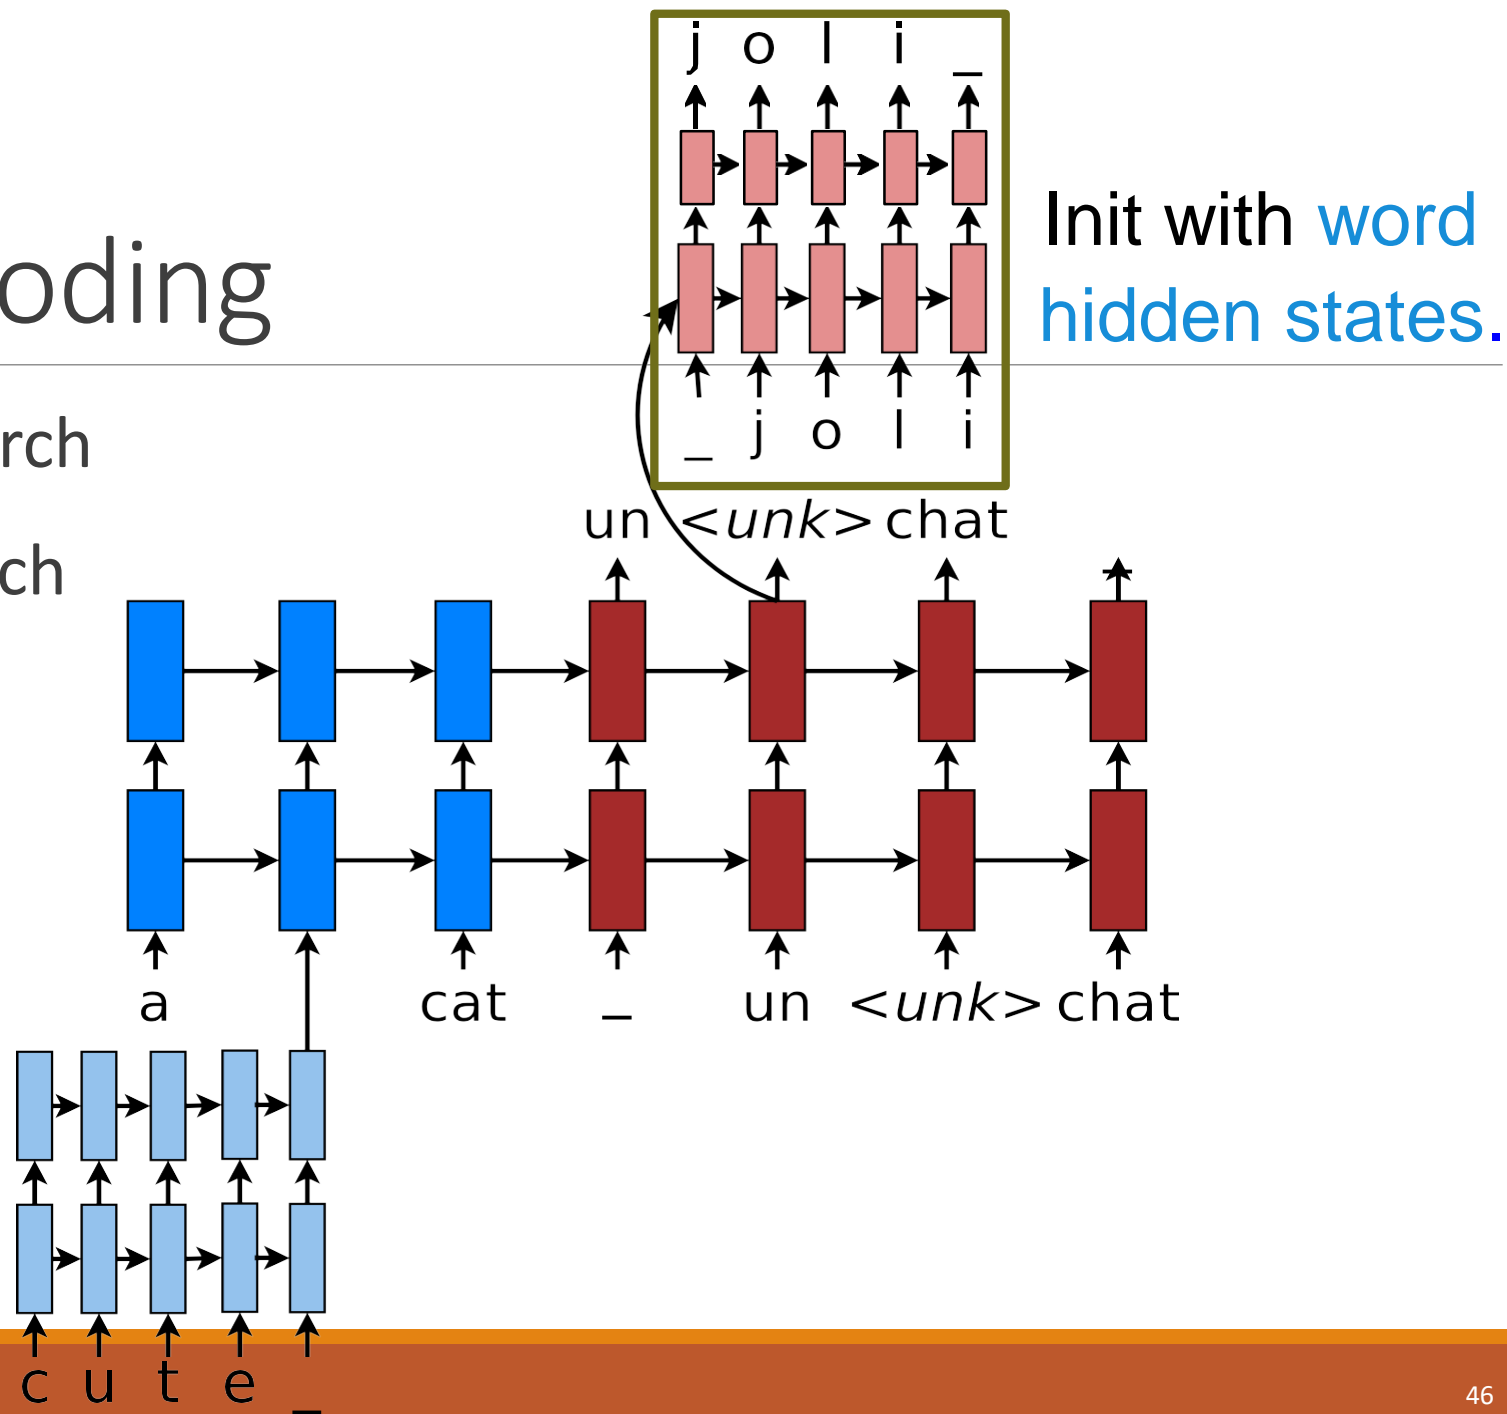 j o l i _
Init with word
hidden states.
oding
_ j o l i
rch
ch
un <unk> chat _
a cat _ un <unk> chat
c u t e _
46